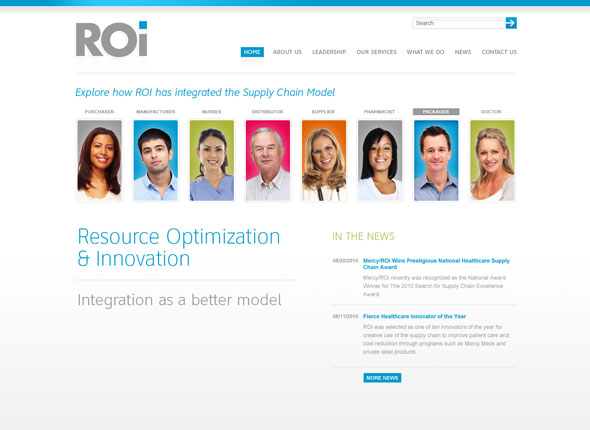 ROi
Search
HOME ABOUT US LEADERSHIP OUR SERVICES WHAT WE DO NEWS CONTACT US
Explore how ROI has integrated the Supply Chain Model
PURCHASER MANUFACTURER NURSES DISTRIBUTOR SUPPLIER PHARMACIST PACKAGER DOCTOR
Resource Optimization
& Innovation
Integration as a better model
IN THE NEWS
08/20/2010 Mercy/ROI Wins Prestigious National Healthcare Supply
Chain Award
Mercy/ROI recently was recognized as the National Award
Winner for The 2010 Search for Supply Chain Excellence
Award.
08/11/2010 Fierce Healthcare Innovator of the Year
ROi was selected as one of ten innovators of the year for
creative use of the supply chain to improve patient care and
cost reduction through programs such as Mercy Meds and
private label products.
MORE NEWS